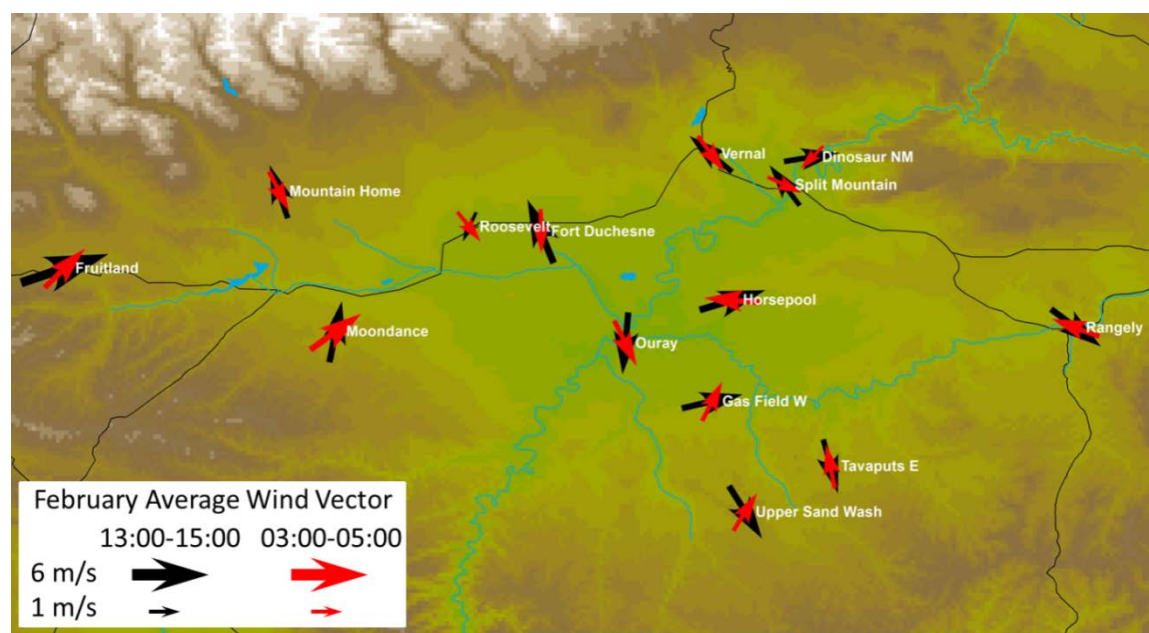 Vernal
Dinosaur NM
Split Mountain
Mountain Home
Roosevelt
Fort Duchesne
Fruitland
Horsepool
Moondance
Ouray
Rangely
Gas Field W
Tavaputs E
Upper Sand Wash
February Average Wind Vector
13:00-15:00 03:00-05:00
6 m/s
1 m/s